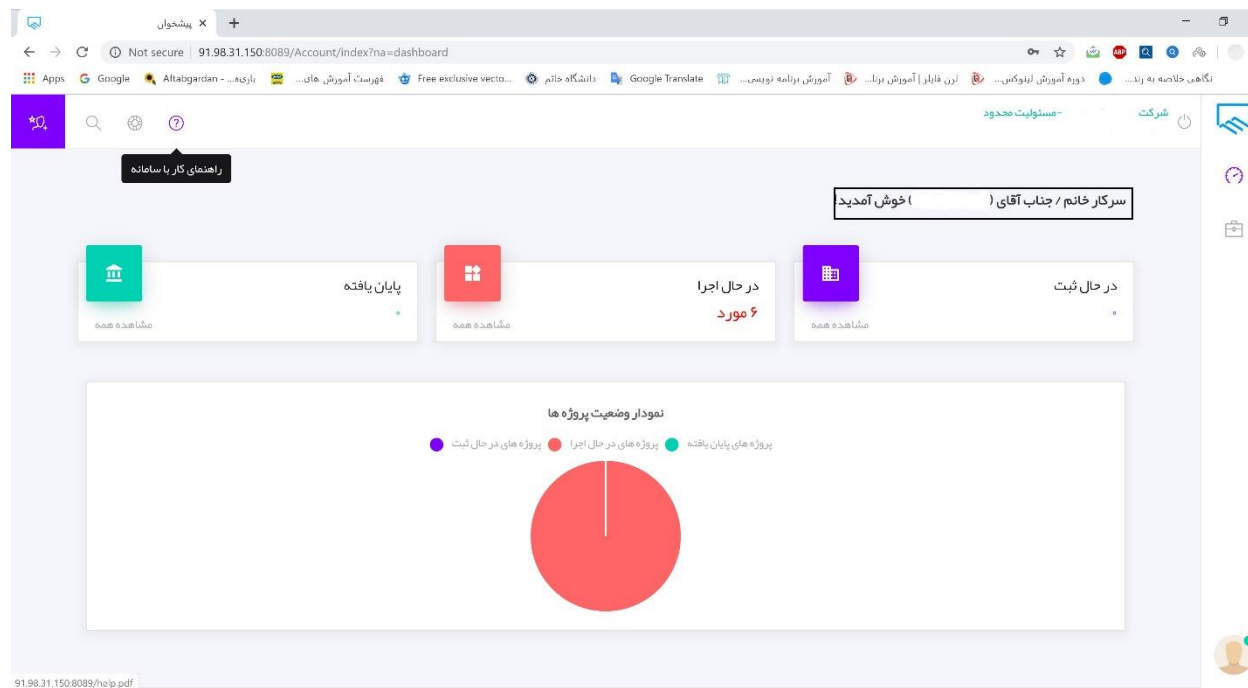 پیشخوان
Not secure | 91.98.31.150:8089/Account/index?na=dashboard
Apps Google Aftabgardan - باریه... فهرست آموزش های... Free exclusive vecto... دانشگاه خاتم Google Translate آموزش برنامه نویسی... لرن فایلز | آموزش برنا... دوره آموزش لینوکس... نگاهی خلاصه به رند...
شرکت -مسئولیت محدود
راهنمای کار با سامانه
سرکار خانم / جناب آقای ( ) خوش آمدید!
در حال ثبت
۰
مشاهده همه
در حال اجرا
۶ مورد
مشاهده همه
پایان یافته
۰
مشاهده همه
نمودار وضعیت پروژه ها
پروژه های پایان یافته پروژه های در حال اجرا پروژه های در حال ثبت
91.98.31.150:8089/help.pdf